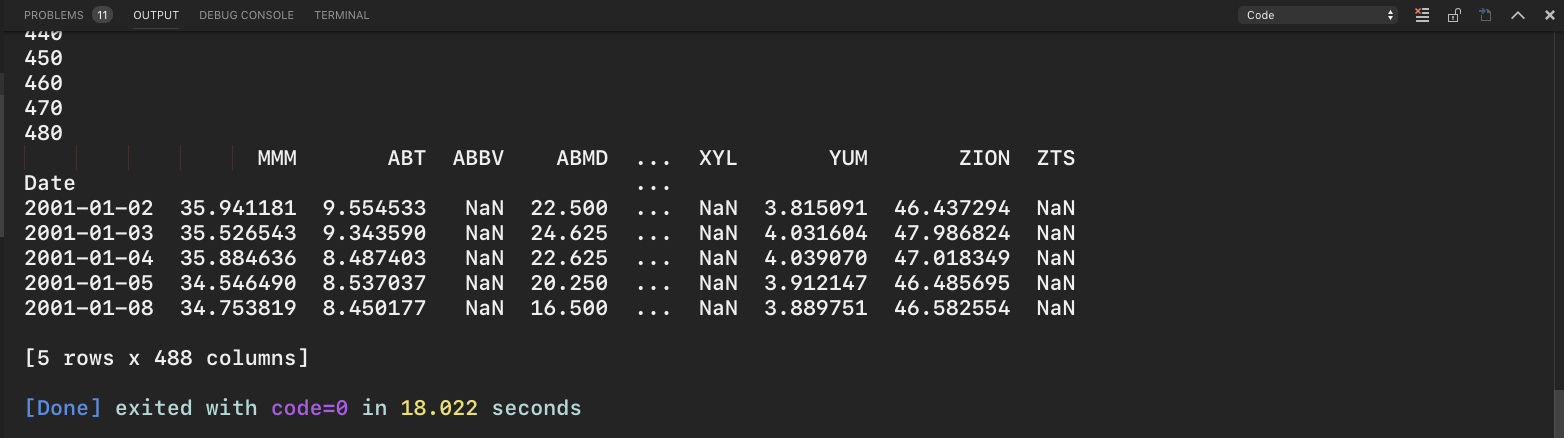 PROBLEMS 11 OUTPUT DEBUG CONSOLE TERMINAL Code
440
450
460
470
480
MMM ABT ABBV ABMD ... XYL YUM ZION ZTS
Date ...
2001-01-02 35.941181 9.554533 NaN 22.500 ... NaN 3.815091 46.437294 NaN
2001-01-03 35.526543 9.343590 NaN 24.625 ... NaN 4.031604 47.986824 NaN
2001-01-04 35.884636 8.487403 NaN 22.625 ... NaN 4.039070 47.018349 NaN
2001-01-05 34.546490 8.537037 NaN 20.250 ... NaN 3.912147 46.485695 NaN
2001-01-08 34.753819 8.450177 NaN 16.500 ... NaN 3.889751 46.582554 NaN
[5 rows x 488 columns]
[Done] exited with code=0 in 18.022 seconds